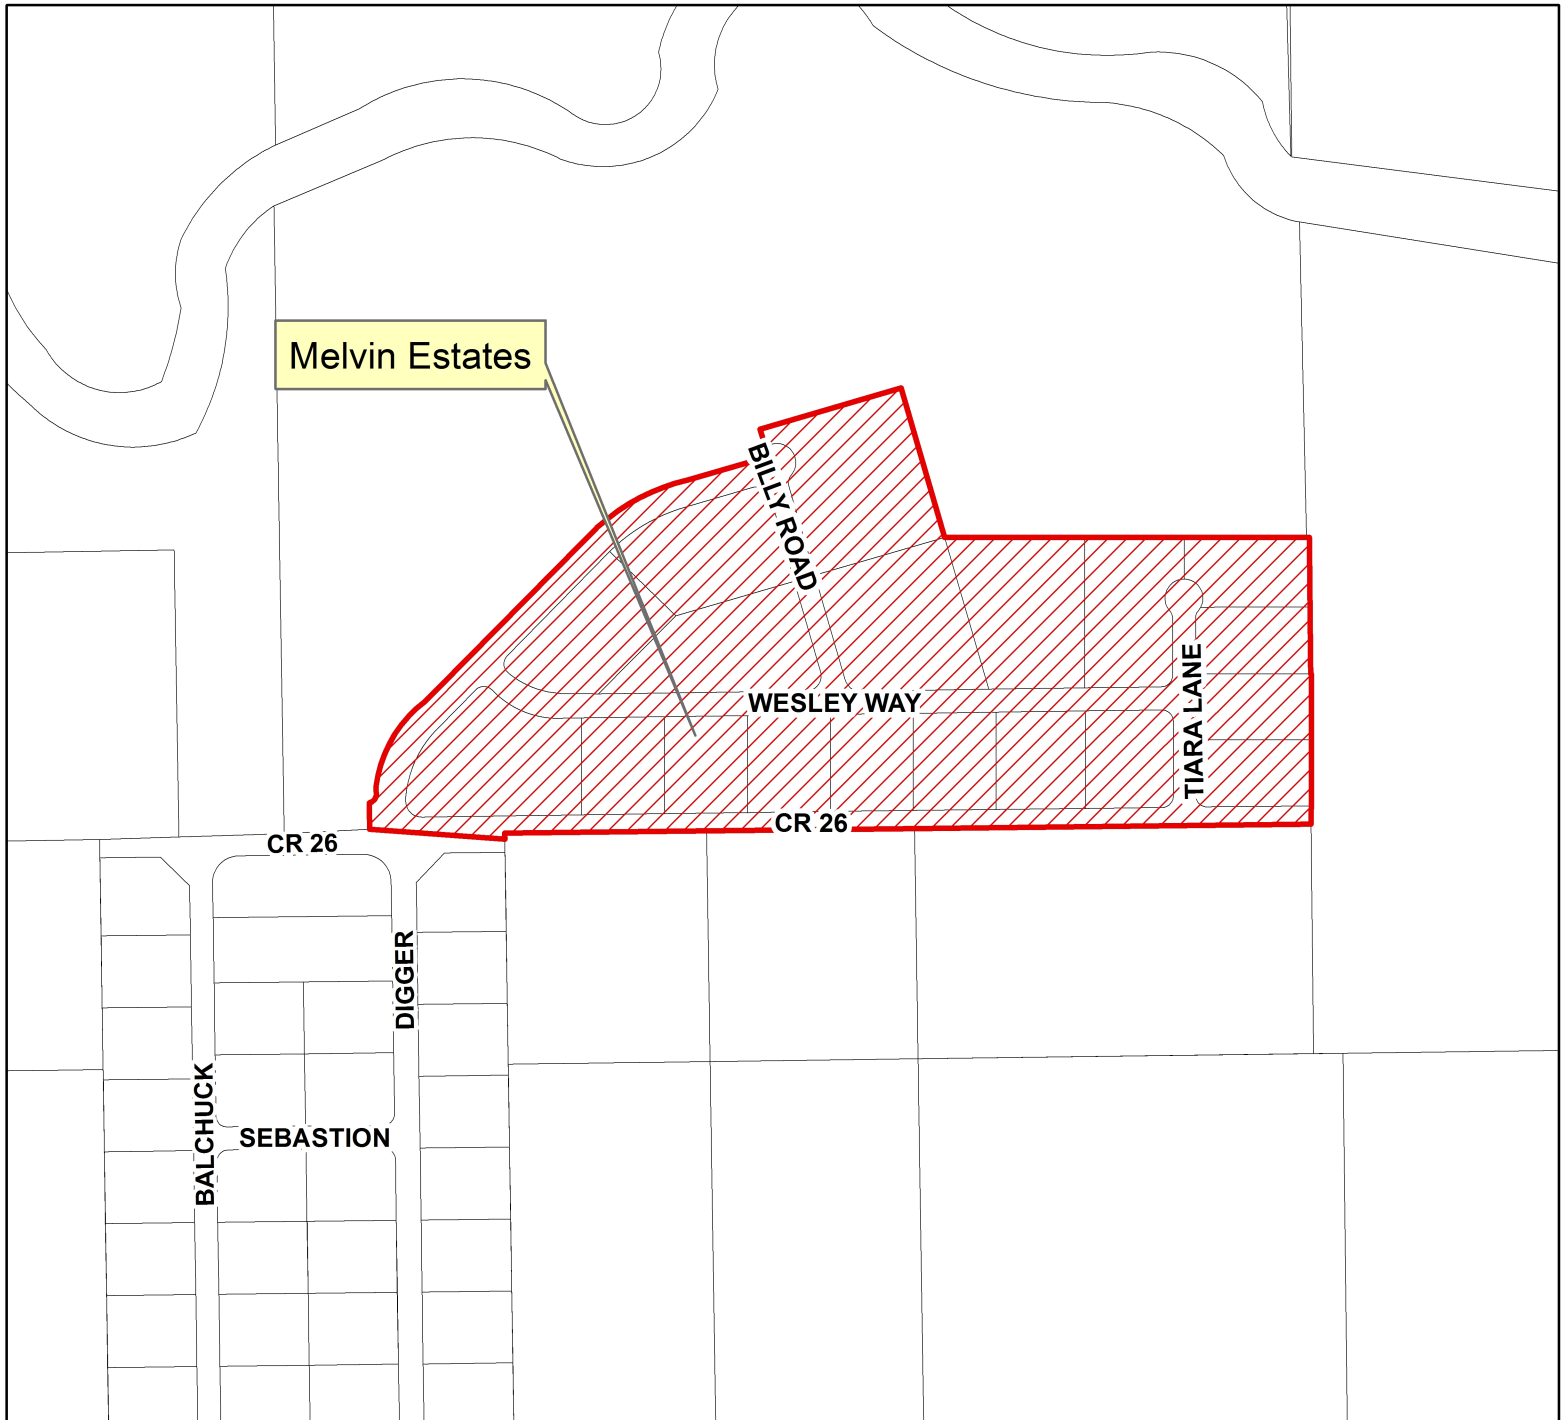 Melvin Estates
BILLY ROAD
WESLEY WAY
TIARA LANE
CR 26
CR 26
DIGGER
BALCHUCK
SEBASTION